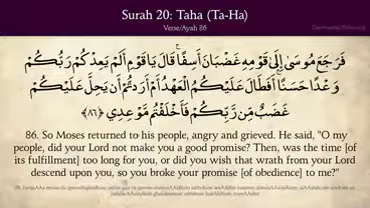 Surah 20: Taha (Ta-Ha)
Verse/Ayah 86
فَرَجَعَ مُوسَىٰ إِلَىٰ قَوْمِهِ غَضْبَانَ أَسِفًا ۚ قَالَ يَا قَوْمِ أَلَمْ يَعِدْكُمْ رَبُّكُمْ
وَعْدًا حَسَنًا ۚ أَفَطَالَ عَلَيْكُمُ الْعَهْدُ أَمْ أَرَدتُّمْ أَن يَحِلَّ عَلَيْكُمْ
غَضَبٌ مِّن رَّبِّكُمْ فَأَخْلَفْتُم مَّوْعِدِي ﴿٨٦﴾
86. So Moses returned to his people, angry and grieved. He said, "O my
people, did your Lord not make you a good promise? Then, was the time [of
its fulfillment] too long for you, or did you wish that wrath from your Lord
descend upon you, so you broke your promise [of obedience] to me?"